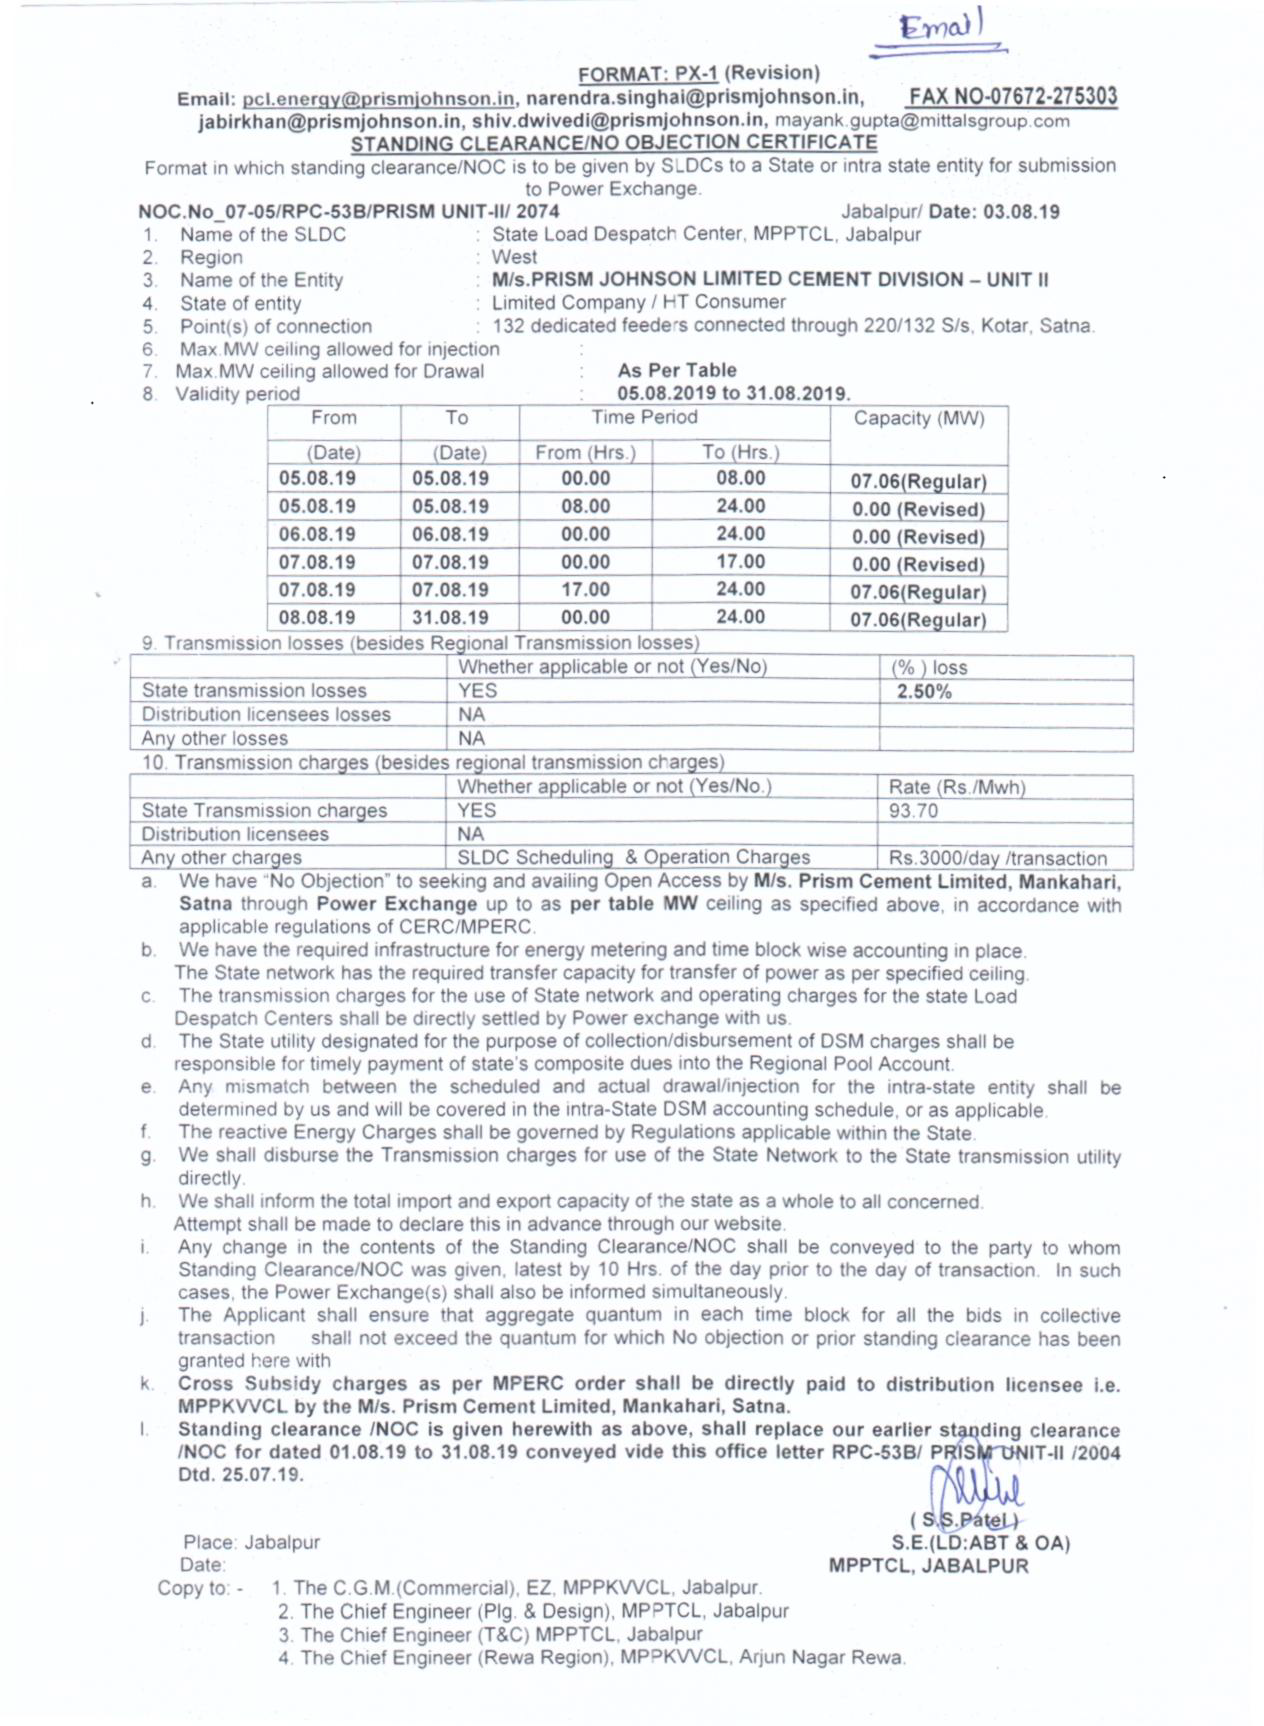 Email
FORMAT: PX-1 (Revision)
Email: pcl.energy@prismjohnson.in, narendra.singhai@prismjohnson.in, FAX NO-07672-275303
jabirkhan@prismjohnson.in, shiv.dwivedi@prismjohnson.in, mayank.gupta@mittalsgroup.com
STANDING CLEARANCE/NO OBJECTION CERTIFICATE
Format in which standing clearance/NOC is to be given by SLDCs to a State or intra state entity for submission
to Power Exchange.
NOC.No_07-05/RPC-53B/PRISM UNIT-II/ 2074 Jabalpur/ Date: 03.08.19
1. Name of the SLDC : State Load Despatch Center, MPPTCL, Jabalpur
2. Region : West
3. Name of the Entity : M/s.PRISM JOHNSON LIMITED CEMENT DIVISION – UNIT II
4. State of entity : Limited Company / HT Consumer
5. Point(s) of connection : 132 dedicated feeders connected through 220/132 S/s, Kotar, Satna.
6. Max.MW ceiling allowed for injection :
7. Max.MW ceiling allowed for Drawal : As Per Table
8. Validity period : 05.08.2019 to 31.08.2019.
From To Time Period Capacity (MW)
(Date) (Date) From (Hrs.) To (Hrs.)
05.08.19 05.08.19 00.00 08.00 07.06(Regular)
05.08.19 05.08.19 08.00 24.00 0.00 (Revised)
06.08.19 06.08.19 00.00 24.00 0.00 (Revised)
07.08.19 07.08.19 00.00 17.00 0.00 (Revised)
07.08.19 07.08.19 17.00 24.00 07.06(Regular)
08.08.19 31.08.19 00.00 24.00 07.06(Regular)
9. Transmission losses (besides Regional Transmission losses)
Whether applicable or not (Yes/No) (% ) loss
State transmission losses YES 2.50%
Distribution licensees losses NA
Any other losses NA
10. Transmission charges (besides regional transmission charges)
Whether applicable or not (Yes/No.) Rate (Rs./Mwh)
State Transmission charges YES 93.70
Distribution licensees NA
Any other charges SLDC Scheduling & Operation Charges Rs.3000/day /transaction
a. We have "No Objection" to seeking and availing Open Access by M/s. Prism Cement Limited, Mankahari,
Satna through Power Exchange up to as per table MW ceiling as specified above, in accordance with
applicable regulations of CERC/MPERC.
b. We have the required infrastructure for energy metering and time block wise accounting in place.
The State network has the required transfer capacity for transfer of power as per specified ceiling.
c. The transmission charges for the use of State network and operating charges for the state Load
Despatch Centers shall be directly settled by Power exchange with us.
d. The State utility designated for the purpose of collection/disbursement of DSM charges shall be
responsible for timely payment of state's composite dues into the Regional Pool Account.
e. Any mismatch between the scheduled and actual drawal/injection for the intra-state entity shall be
determined by us and will be covered in the intra-State DSM accounting schedule, or as applicable.
f. The reactive Energy Charges shall be governed by Regulations applicable within the State.
g. We shall disburse the Transmission charges for use of the State Network to the State transmission utility
directly.
h. We shall inform the total import and export capacity of the state as a whole to all concerned.
Attempt shall be made to declare this in advance through our website.
i. Any change in the contents of the Standing Clearance/NOC shall be conveyed to the party to whom
Standing Clearance/NOC was given, latest by 10 Hrs. of the day prior to the day of transaction. In such
cases, the Power Exchange(s) shall also be informed simultaneously.
j. The Applicant shall ensure that aggregate quantum in each time block for all the bids in collective
transaction shall not exceed the quantum for which No objection or prior standing clearance has been
granted here with
k. Cross Subsidy charges as per MPERC order shall be directly paid to distribution licensee i.e.
MPPKVVCL by the M/s. Prism Cement Limited, Mankahari, Satna.
l. Standing clearance /NOC is given herewith as above, shall replace our earlier standing clearance
/NOC for dated 01.08.19 to 31.08.19 conveyed vide this office letter RPC-53B/ PRISM UNIT-II /2004
Dtd. 25.07.19.
( S.S.Patel )
Place: Jabalpur S.E.(LD:ABT & OA)
Date: MPPTCL, JABALPUR
Copy to: - 1. The C.G.M.(Commercial), EZ, MPPKVVCL, Jabalpur.
2. The Chief Engineer (Plg. & Design), MPPTCL, Jabalpur
3. The Chief Engineer (T&C) MPPTCL, Jabalpur
4. The Chief Engineer (Rewa Region), MPPKVVCL, Arjun Nagar Rewa.